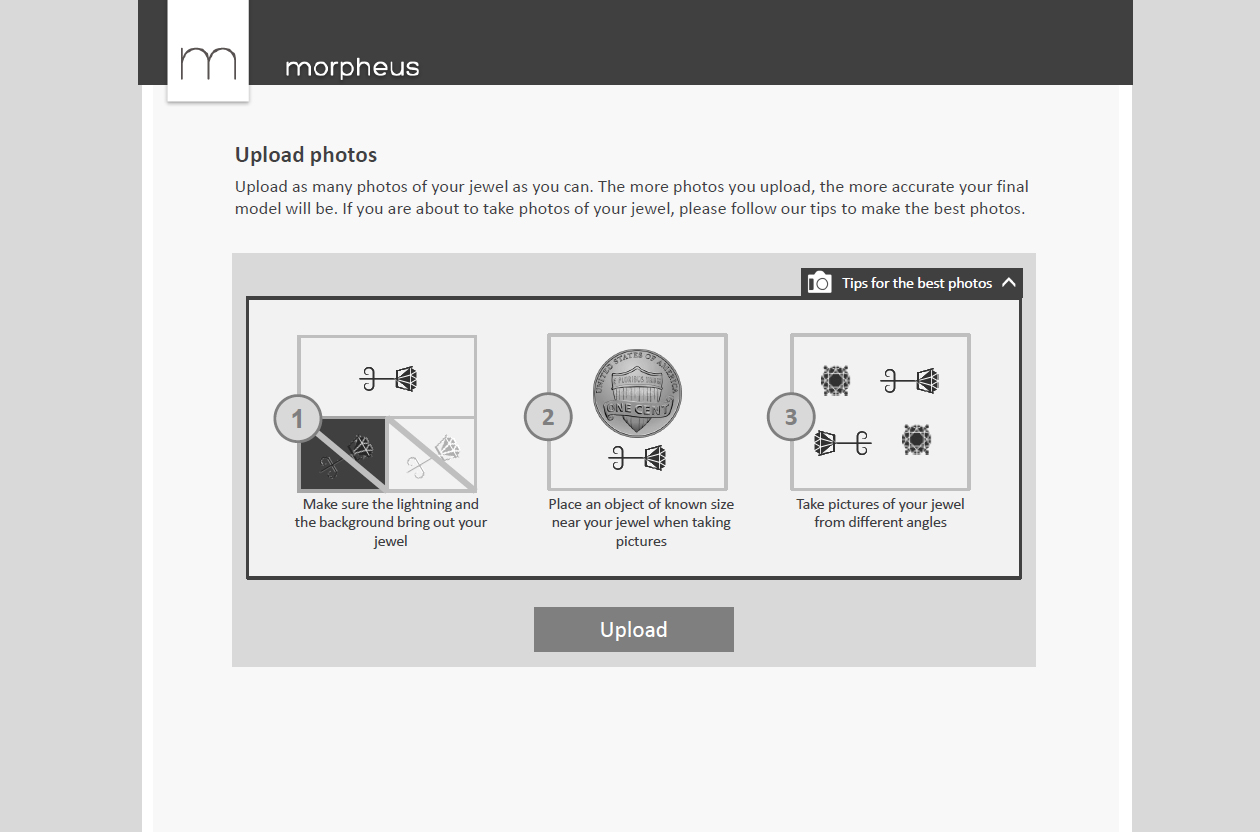 m
morpheus
Upload photos
Upload as many photos of your jewel as you can. The more photos you upload, the more accurate your final
model will be. If you are about to take photos of your jewel, please follow our tips to make the best photos.
Tips for the best photos
1
Make sure the lightning and
the background bring out your
jewel
2
UNITED STATES OF AMERICA
E PLURIBUS UNUM
ONE CENT
Place an object of known size
near your jewel when taking
pictures
3
Take pictures of your jewel
from different angles
Upload